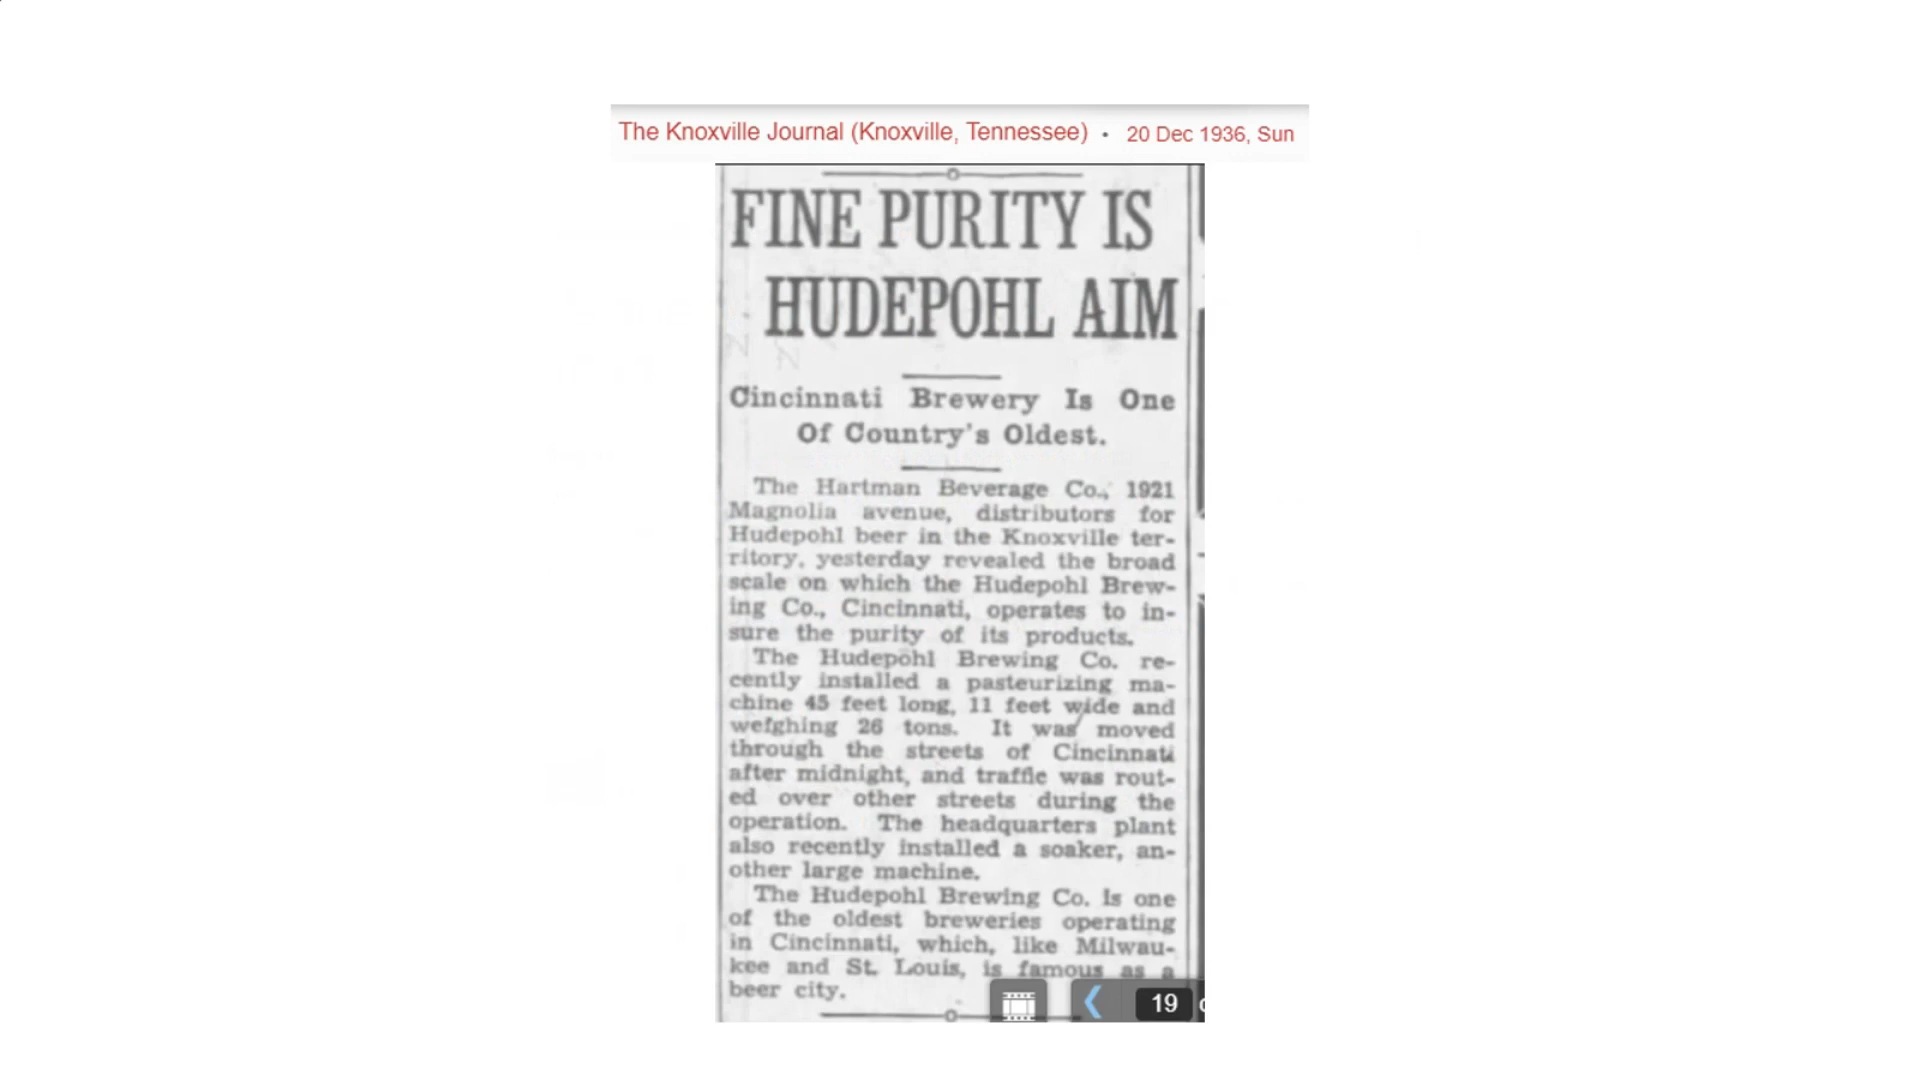 The Knoxville Journal (Knoxville, Tennessee) • 20 Dec 1936, Sun
FINE PURITY IS
HUDEPOHL AIM
Cincinnati Brewery Is One
Of Country's Oldest.
The Hartman Beverage Co., 1921
Magnolia avenue, distributors for
Hudepohl beer in the Knoxville ter-
ritory, yesterday revealed the broad
scale on which the Hudepohl Brew-
ing Co., Cincinnati, operates to in-
sure the purity of its products.
The Hudepohl Brewing Co. re-
cently installed a pasteurizing ma-
chine 45 feet long, 11 feet wide and
weighing 26 tons. It was moved
through the streets of Cincinnati
after midnight, and traffic was rout-
ed over other streets during the
operation. The headquarters plant
also recently installed a soaker, an-
other large machine.
The Hudepohl Brewing Co. is one
of the oldest breweries operating
in Cincinnati, which, like Milwau-
kee and St. Louis, is famous as a
beer city.
19